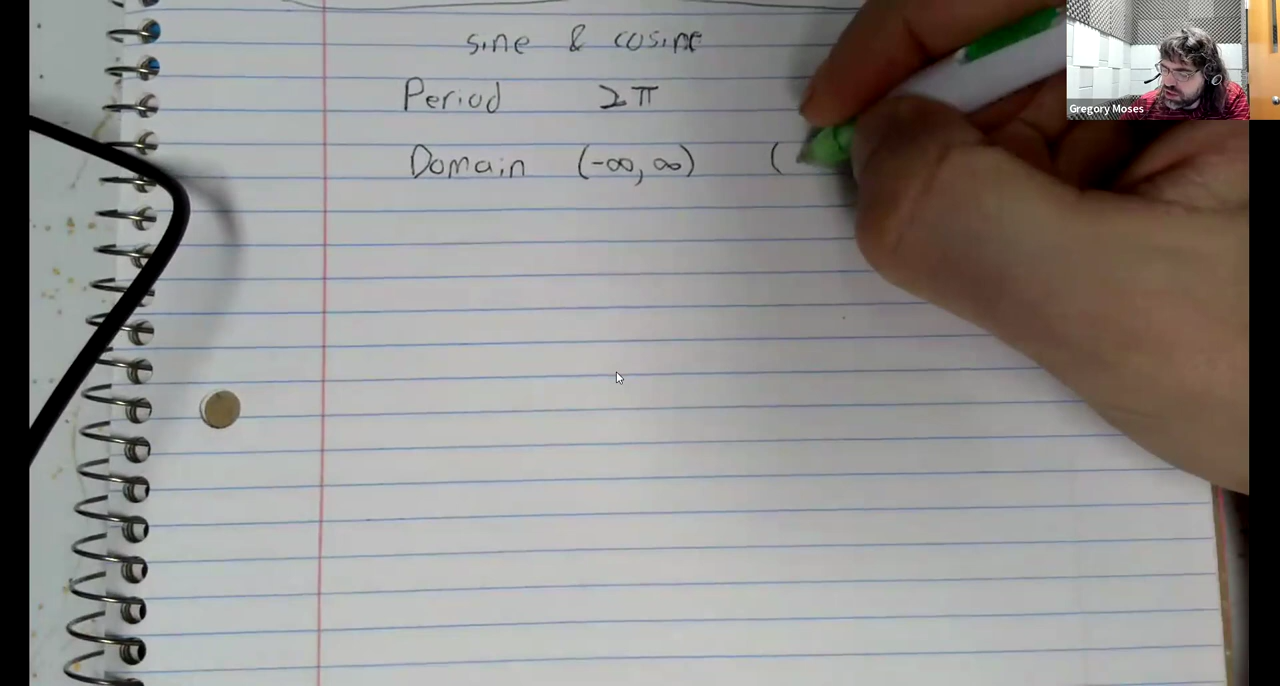 sine & cosine
Period 2π
Domain (-∞, ∞) (
Gregory Moses